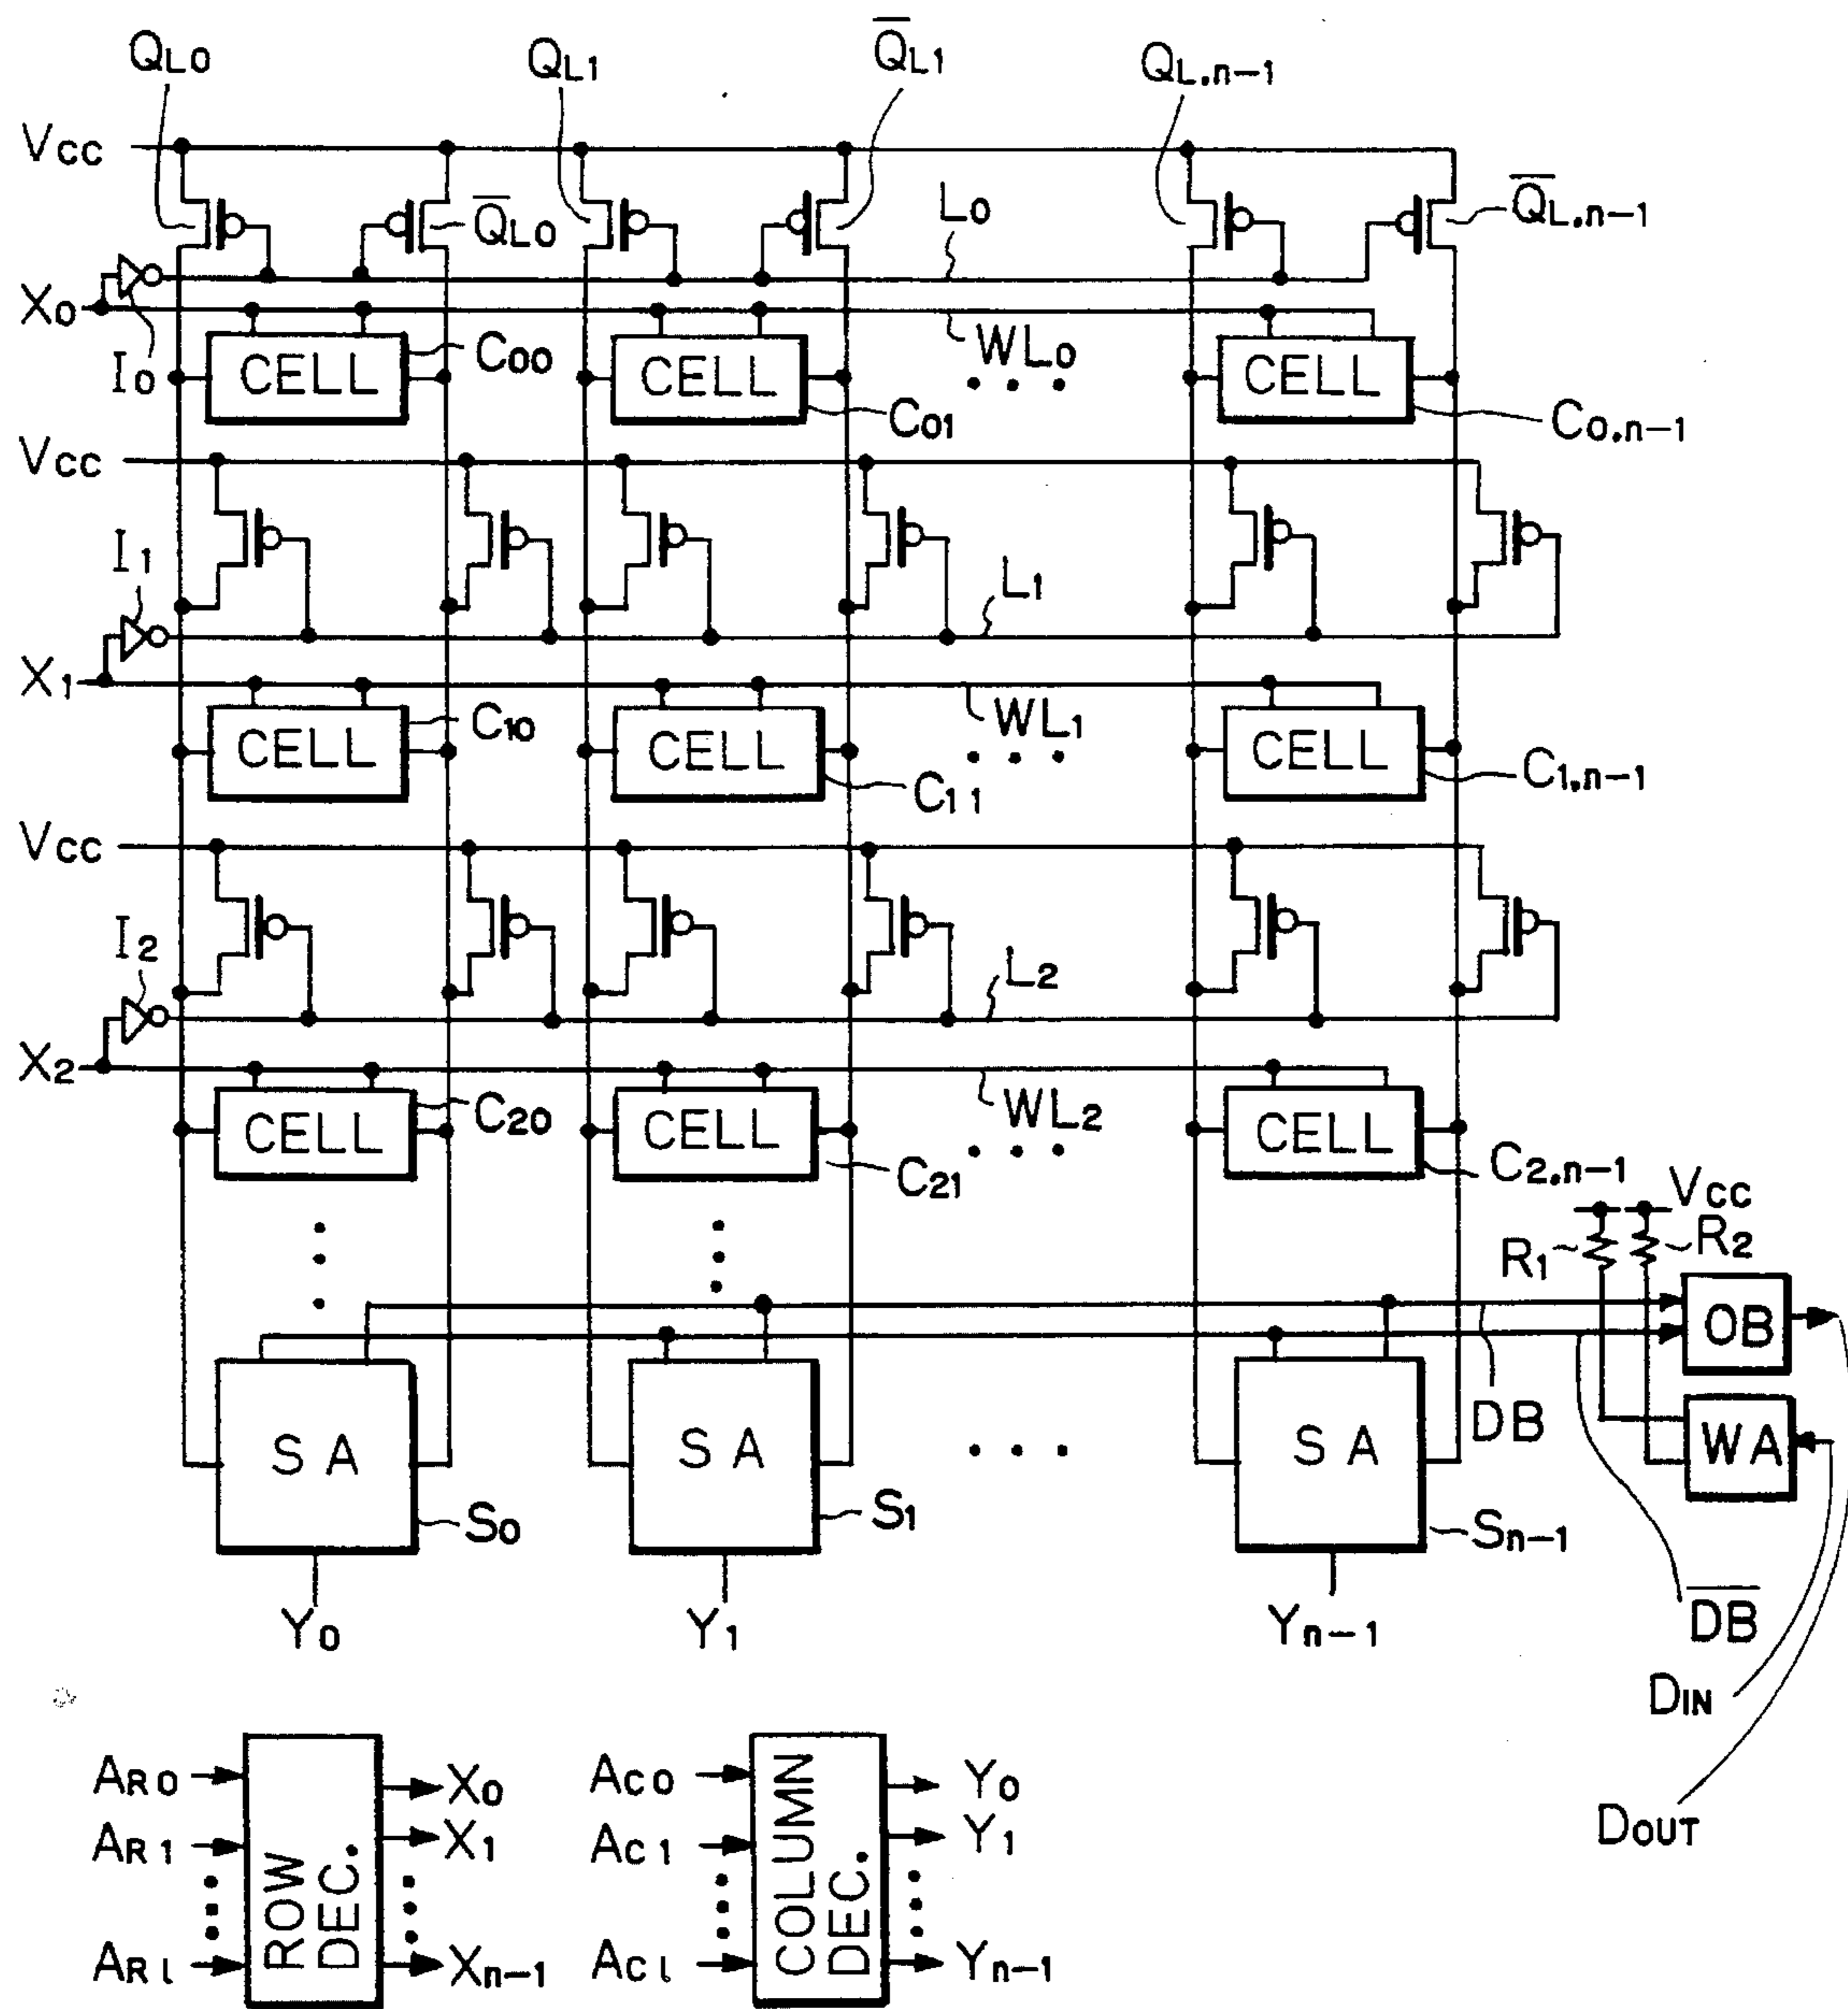 QL0 QL1 Q̅L1 QL,n-1
Vcc
Q̅L0 L0 Q̅L,n-1
X0
I0 C00 WL0
CELL CELL CELL
• • •
C01 C0,n-1
Vcc
I1 L1
X1
C10 WL1
CELL CELL CELL
• • •
C11 C1,n-1
Vcc
I2 L2
X2
C20 WL2
CELL CELL CELL
• • •
C21 C2,n-1
Vcc
R1 R2
OB
DB
SA SA • • • SA
WA
S0 S1 Sn-1
Y0 Y1 Yn-1
D̅B̅
DIN
DOUT
AR0 X0
AR1 X1
ARl Xn-1
ROW
DEC.
AC0 Y0
AC1 Y1
ACl Yn-1
COLUMN
DEC.